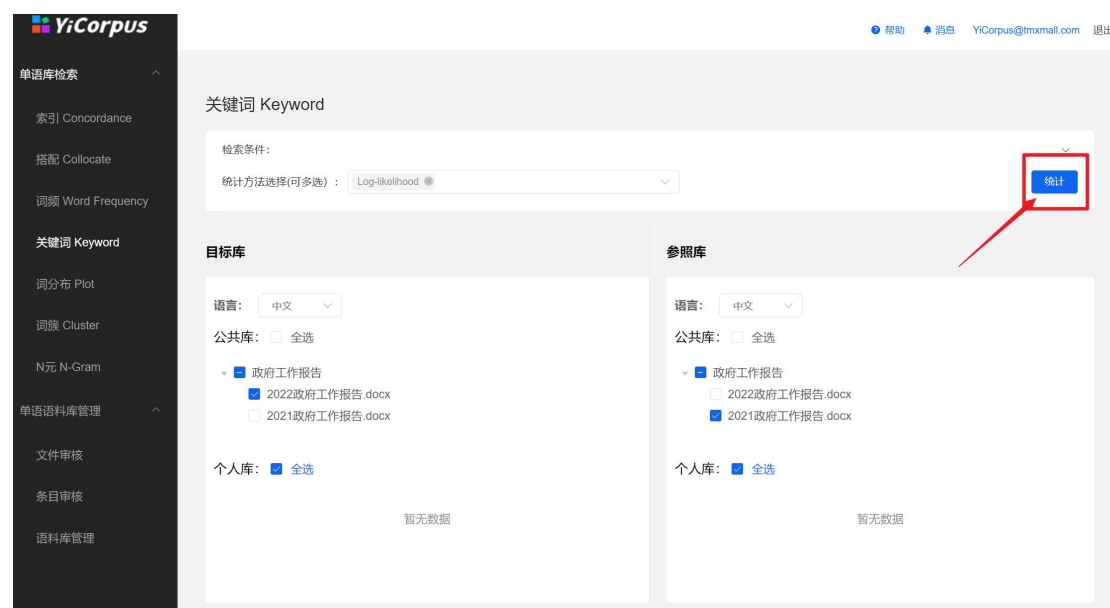 YiCorpus
帮助 消息 YiCorpus@tmxmall.com 退出
单语库检索
索引 Concordance
搭配 Collocate
词频 Word Frequency
关键词 Keyword
词分布 Plot
词簇 Cluster
N元 N-Gram
单语语料库管理
文件审核
条目审核
语料库管理
关键词 Keyword
检索条件：
统计方法选择(可多选)： Log-likelihood 统计
目标库
语言： 中文
公共库： 全选
政府工作报告
2022政府工作报告.docx
2021政府工作报告.docx
个人库： 全选
暂无数据
参照库
语言： 中文
公共库： 全选
政府工作报告
2022政府工作报告.docx
2021政府工作报告.docx
个人库： 全选
暂无数据